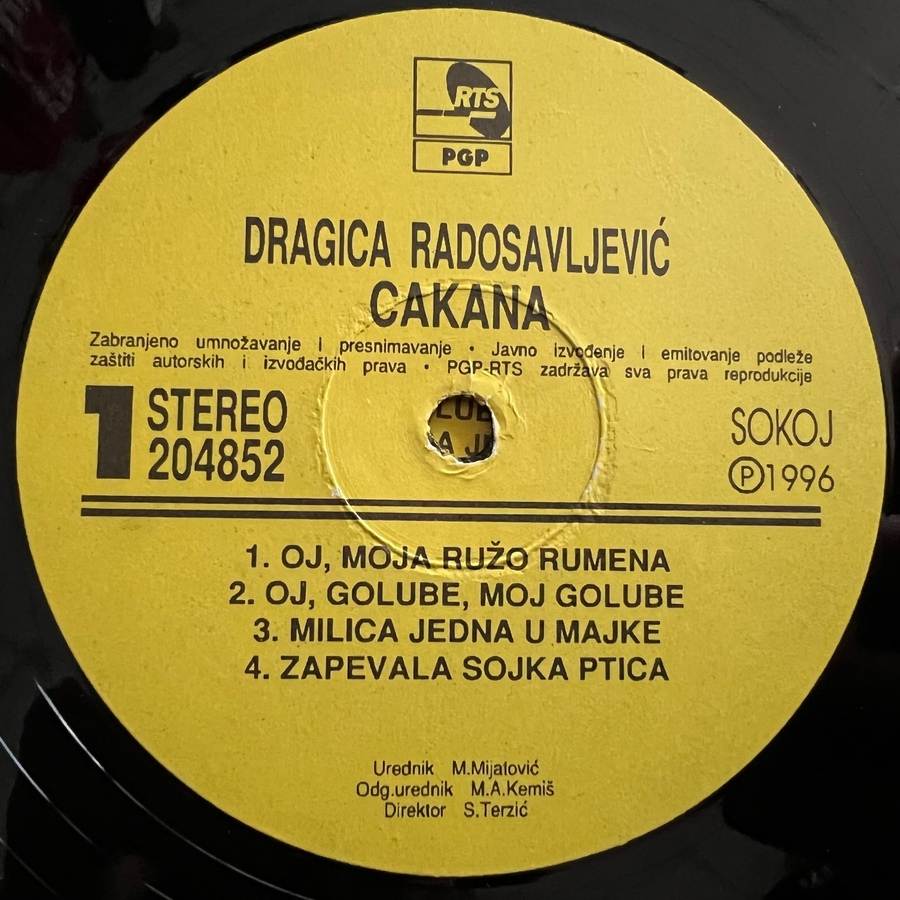 RTS
PGP
DRAGICA RADOSAVLJEVIĆ
CAKANA
Zabranjeno umnožavanje i presnimavanje • Javno izvođenje i emitovanje podleže
zaštiti autorskih i izvođačkih prava • PGP-RTS zadržava sva prava reprodukcije
1 STEREO
204852
SOKOJ
Ⓟ1996
1. OJ, MOJA RUŽO RUMENA
2. OJ, GOLUBE, MOJ GOLUBE
3. MILICA JEDNA U MAJKE
4. ZAPEVALA SOJKA PTICA
Urednik M.Mijatović
Odg.urednik M.A.Kemiš
Direktor S.Terzić